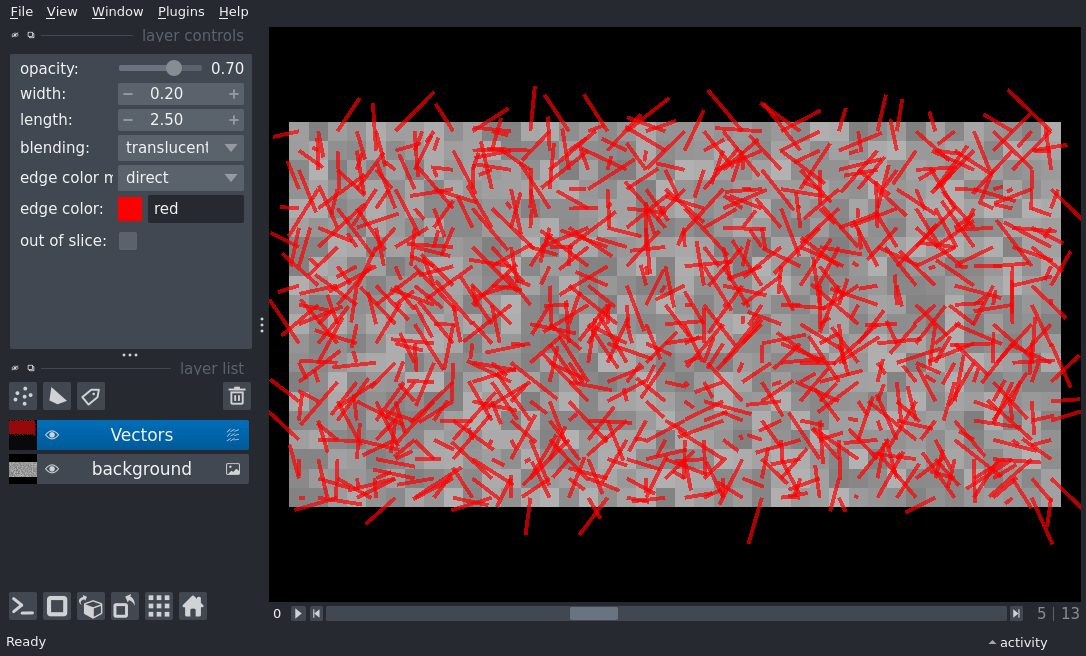 File View Window Plugins Help
layer controls
opacity: 0.70
width: 0.20
length: 2.50
blending: translucent
edge color m direct
edge color: red
out of slice:
layer list
Vectors
background
0 5 13
Ready activity